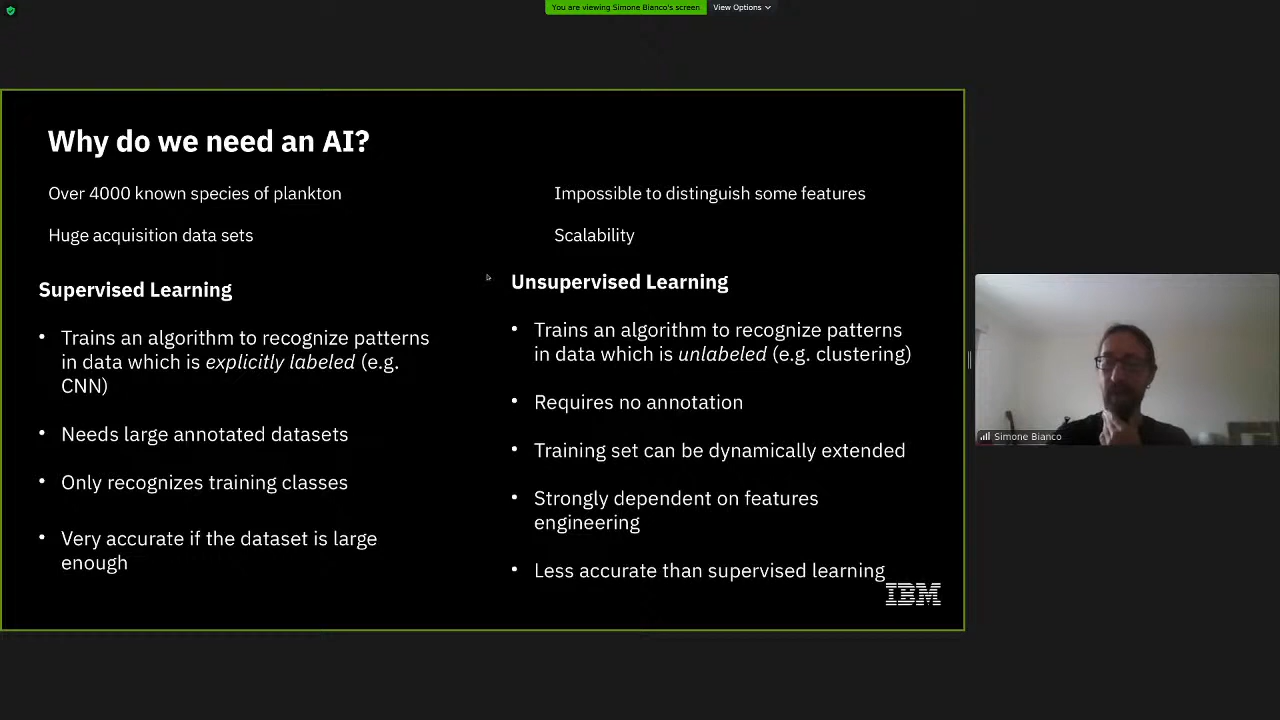 You are viewing Simone Bianco's screen
View Options
Why do we need an AI?
Over 4000 known species of plankton
Impossible to distinguish some features
Huge acquisition data sets
Scalability
Supervised Learning
• Trains an algorithm to recognize patterns
in data which is explicitly labeled (e.g.
CNN)
• Needs large annotated datasets
• Only recognizes training classes
• Very accurate if the dataset is large
enough
Unsupervised Learning
• Trains an algorithm to recognize patterns
in data which is unlabeled (e.g. clustering)
• Requires no annotation
• Training set can be dynamically extended
• Strongly dependent on features
engineering
• Less accurate than supervised learning
IBM
Simone Bianco